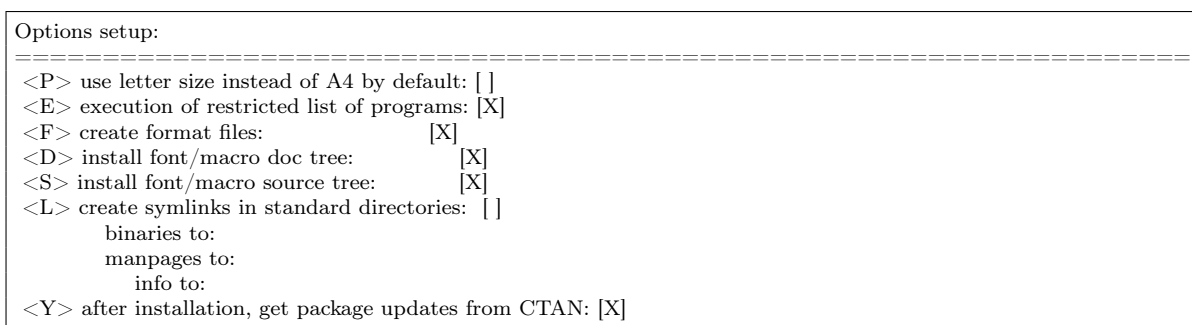 Options setup:
===============================================================================
<P> use letter size instead of A4 by default: [ ]
<E> execution of restricted list of programs: [X]
<F> create format files: [X]
<D> install font/macro doc tree: [X]
<S> install font/macro source tree: [X]
<L> create symlinks in standard directories: [ ]
binaries to:
manpages to:
info to:
<Y> after installation, get package updates from CTAN: [X]